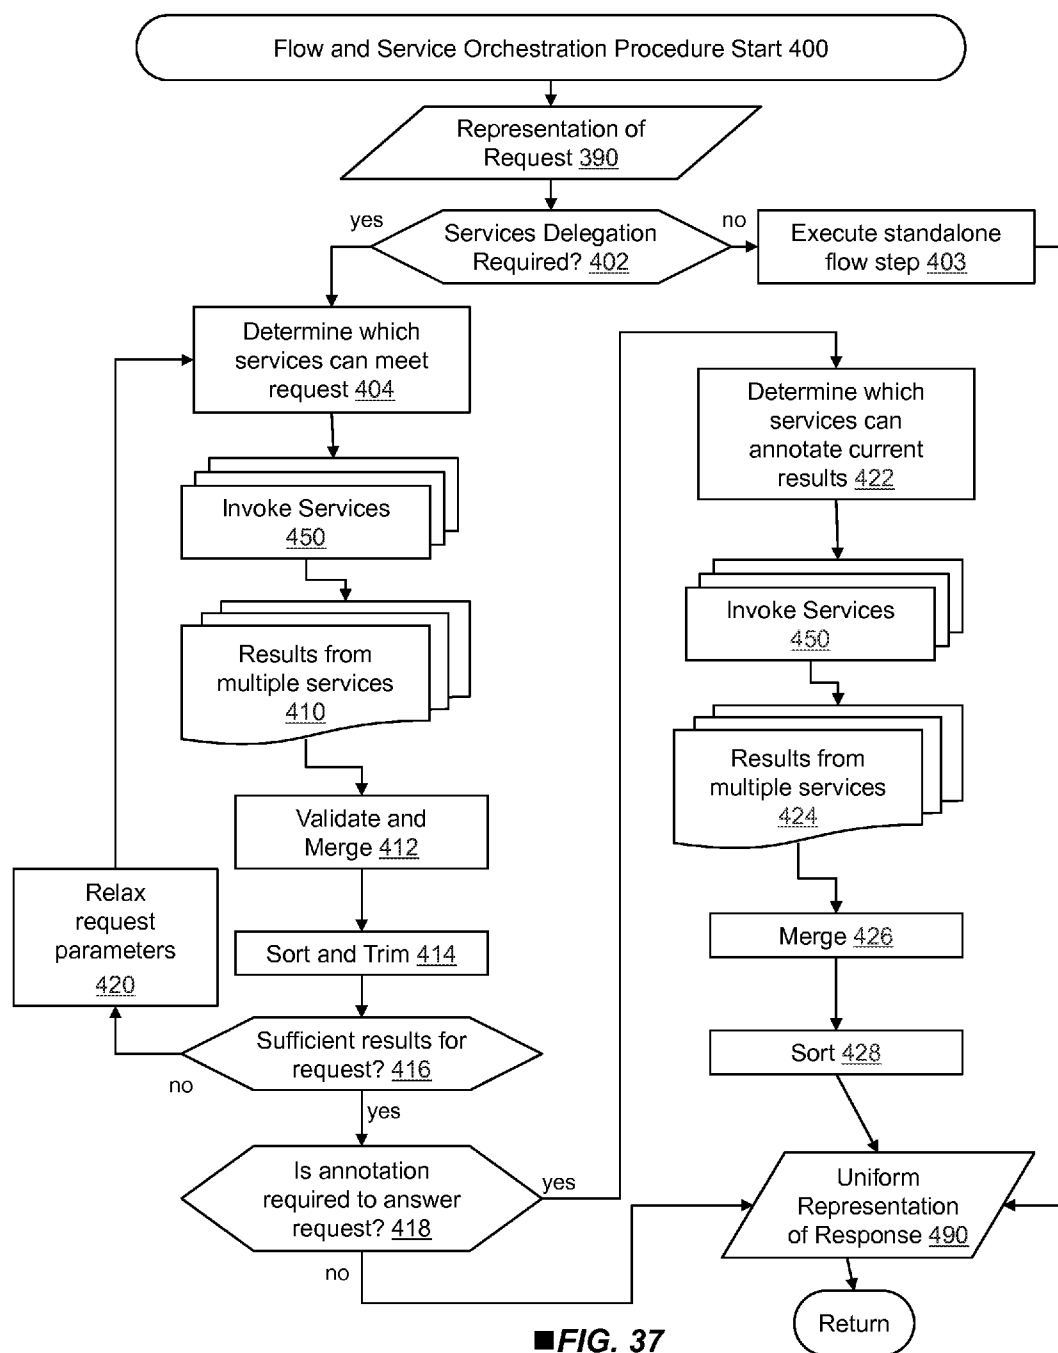 Flow and Service Orchestration Procedure Start 400
Representation of
Request 390
yes
Services Delegation
Required? 402
no
Execute standalone
flow step 403
Determine which
services can meet
request 404
Invoke Services
450
Results from
multiple services
410
Validate and
Merge 412
Relax
request
parameters
420
Sort and Trim 414
Sufficient results for
request? 416
no
yes
Is annotation
required to answer
request? 418
yes
no
Determine which
services can
annotate current
results 422
Invoke Services
450
Results from
multiple services
424
Merge 426
Sort 428
Uniform
Representation
of Response 490
Return
■FIG. 37